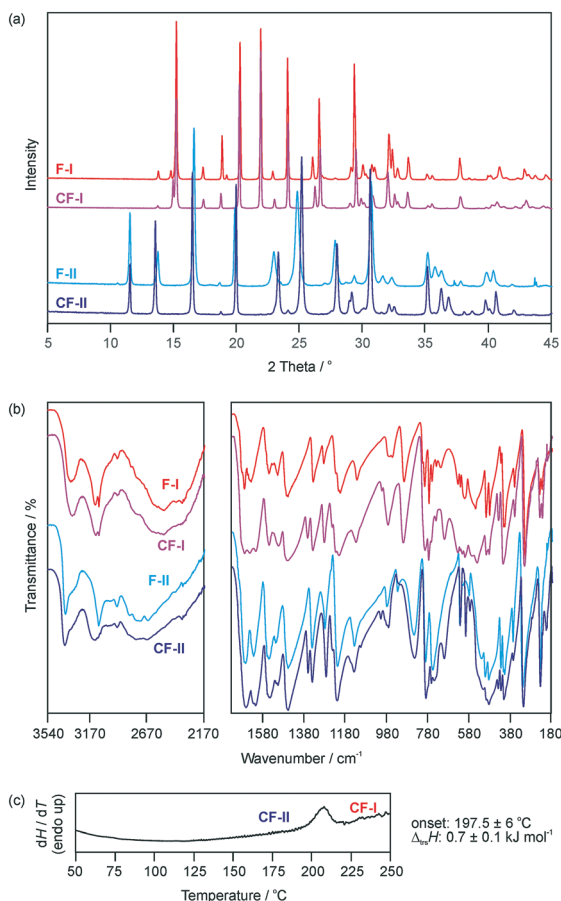 (a)
Intensity
F-I
CF-I
F-II
CF-II
5 10 15 20 25 30 35 40 45
2 Theta / °
(b)
Transmittance / %
F-I
CF-I
F-II
CF-II
3540 3170 2670 2170 1580 1380 1180 980 780 580 380 180
Wavenumber / cm⁻¹
(c)
dH / dT
(endo up)
CF-II
CF-I
50 75 100 125 150 175 200 225 250
Temperature / °C
onset: 197.5 ± 6 °C
ΔtrsH: 0.7 ± 0.1 kJ mol⁻¹